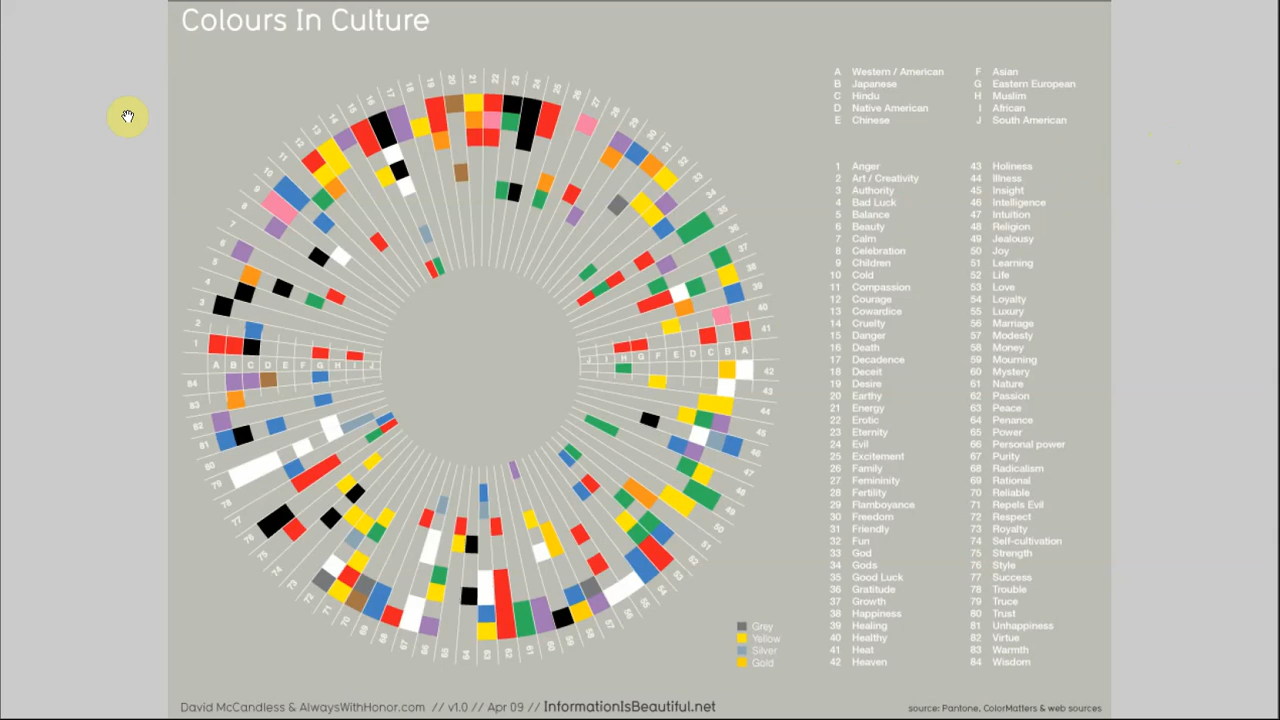 Colours In Culture
A Western / American
B Japanese
C Hindu
D Native American
E Chinese
F Asian
G Eastern European
H Muslim
I African
J South American
1 Anger
2 Art / Creativity
3 Authority
4 Bad Luck
5 Balance
6 Beauty
7 Calm
8 Celebration
9 Children
10 Cold
11 Compassion
12 Courage
13 Cowardice
14 Cruelty
15 Danger
16 Death
17 Decadence
18 Deceit
19 Desire
20 Earthy
21 Energy
22 Erotic
23 Eternity
24 Evil
25 Excitement
26 Family
27 Femininity
28 Fertility
29 Flamboyance
30 Freedom
31 Friendly
32 Fun
33 God
34 Gods
35 Good Luck
36 Gratitude
37 Growth
38 Happiness
39 Healing
40 Healthy
41 Heat
42 Heaven
43 Holiness
44 Illness
45 Insight
46 Intelligence
47 Intuition
48 Religion
49 Jealousy
50 Joy
51 Learning
52 Life
53 Love
54 Loyalty
55 Luxury
56 Marriage
57 Modesty
58 Money
59 Mourning
60 Mystery
61 Nature
62 Passion
63 Peace
64 Penance
65 Power
66 Personal power
67 Purity
68 Radicalism
69 Rational
70 Reliable
71 Repels Evil
72 Respect
73 Royalty
74 Self-cultivation
75 Strength
76 Style
77 Success
78 Trouble
79 Truce
80 Trust
81 Unhappiness
82 Virtue
83 Warmth
84 Wisdom
A B C D E F G H I J
J I H G F E D C B A
Grey
Yellow
Silver
Gold
David McCandless & AlwaysWithHonor.com // v1.0 // Apr 09 // InformationIsBeautiful.net
source: Pantone, ColorMatters & web sources